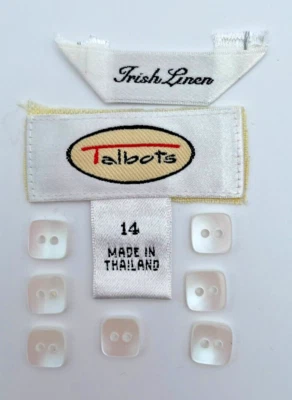 Irish Linen
Talbots
14
MADE IN
THAILAND